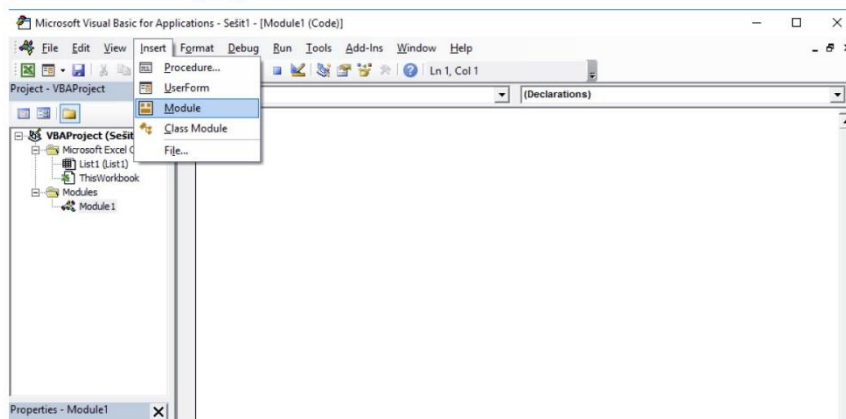 Microsoft Visual Basic for Applications - Sešit1 - [Module1 (Code)]
File Edit View Insert Format Debug Run Tools Add-Ins Window Help
Ln 1, Col 1
Procedure...
UserForm
Module
Class Module
File...
Project - VBAProject
(Declarations)
VBAProject (Sešit
Microsoft Excel O
List1 (List1)
ThisWorkbook
Modules
Module1
Properties - Module1